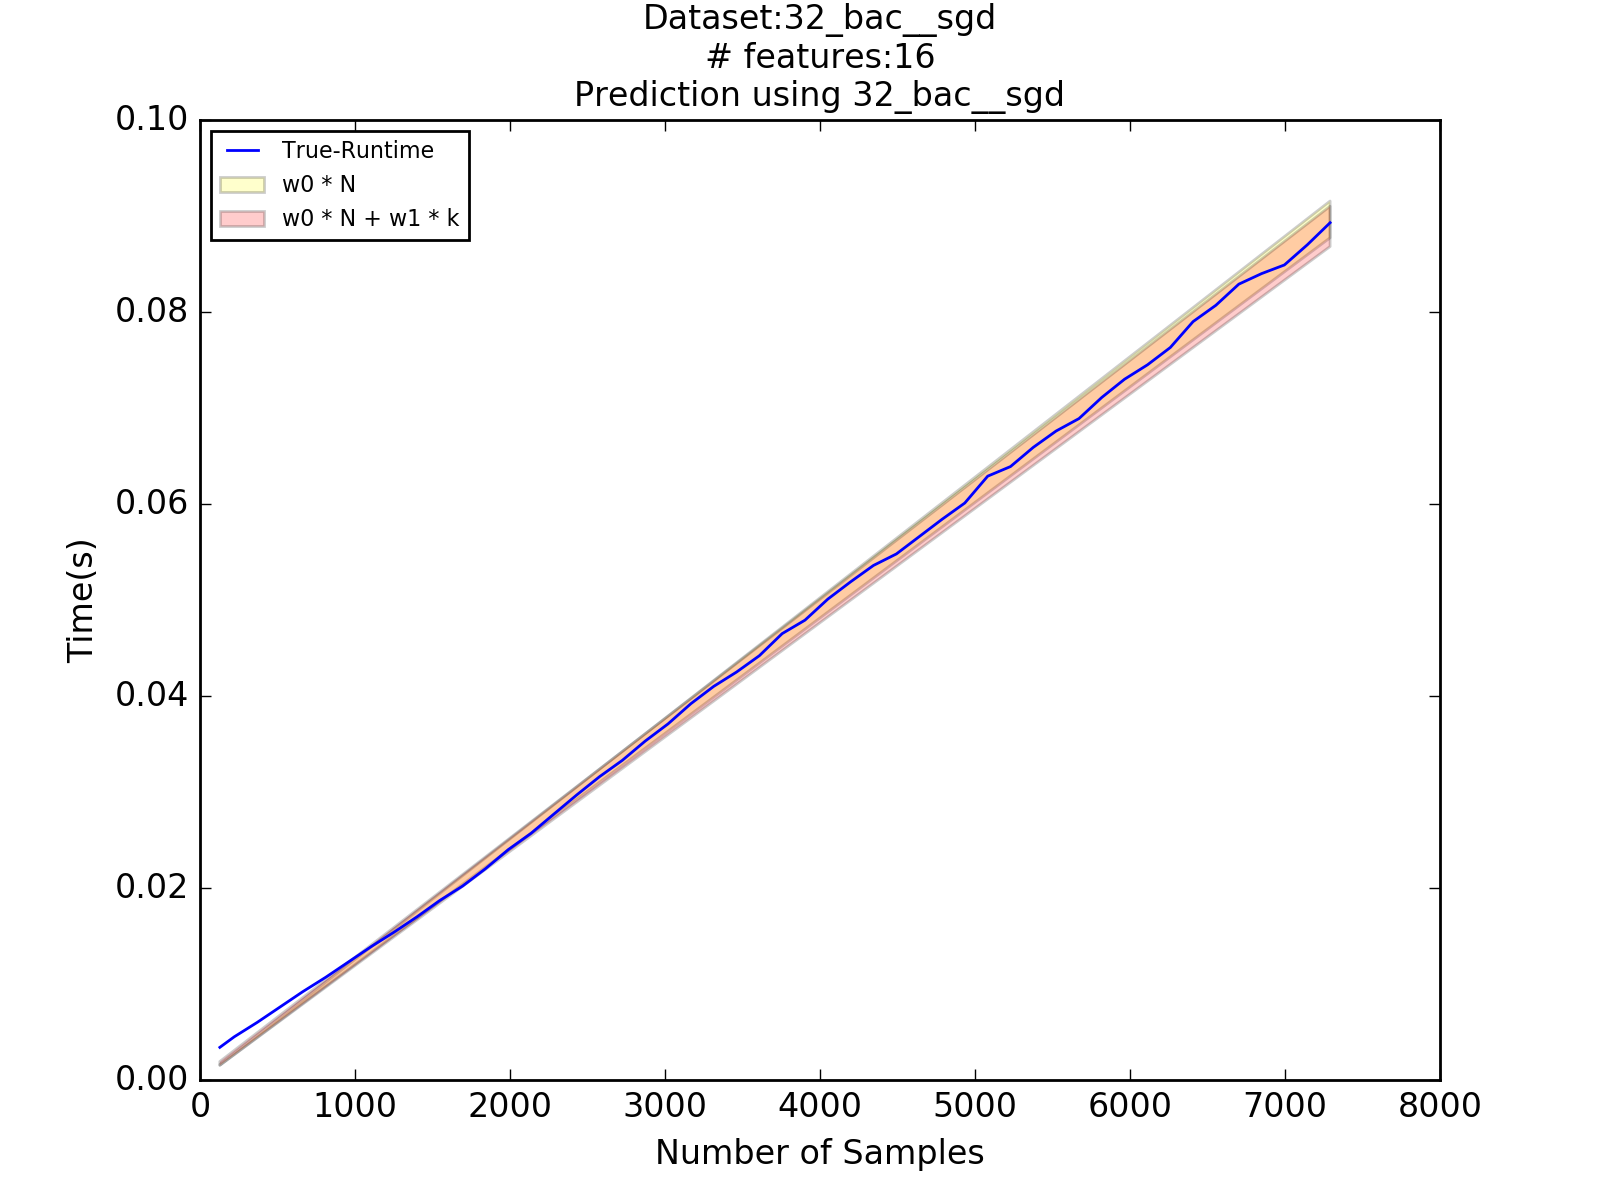 Dataset:32_bac__sgd
# features:16
Prediction using 32_bac__sgd
True-Runtime
w0 * N
w0 * N + w1 * k
0.10
0.08
0.06
0.04
0.02
0.00
Time(s)
0 1000 2000 3000 4000 5000 6000 7000 8000
Number of Samples